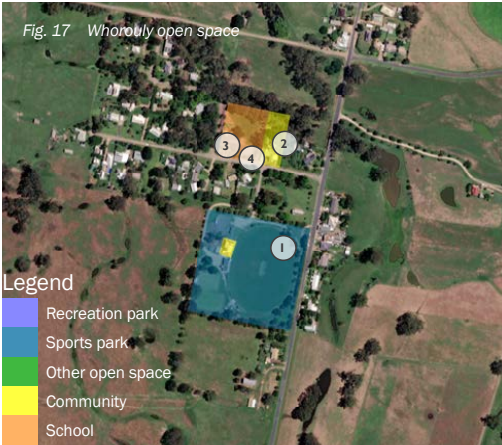 Fig. 17 Whorouly open space
3
4
2
1
Legend
Recreation park
Sports park
Other open space
Community
School